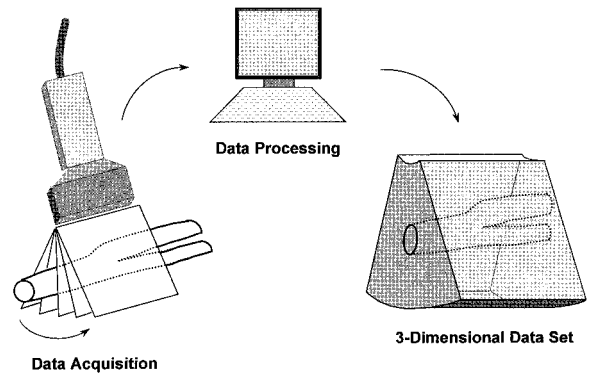 Data Processing
3-Dimensional Data Set
Data Acquisition